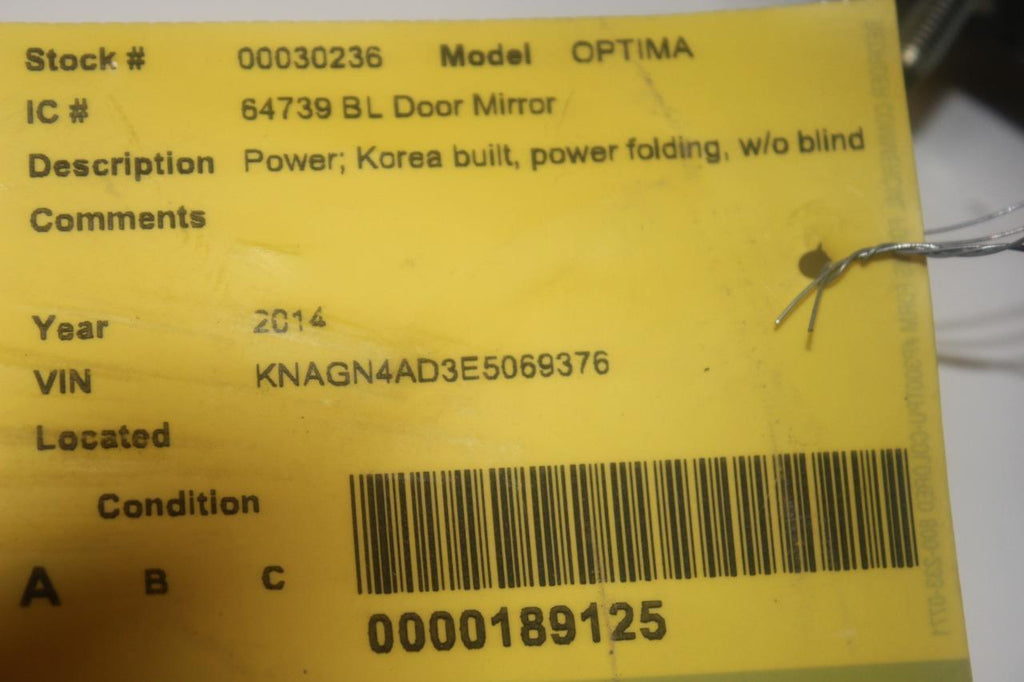 Stock # 00030236 Model OPTIMA
IC # 64739 BL Door Mirror
Description Power; Korea built, power folding, w/o blind
Comments
Year 2014
VIN KNAGN4AD3E5069376
Located
Condition
A B C
0000189125